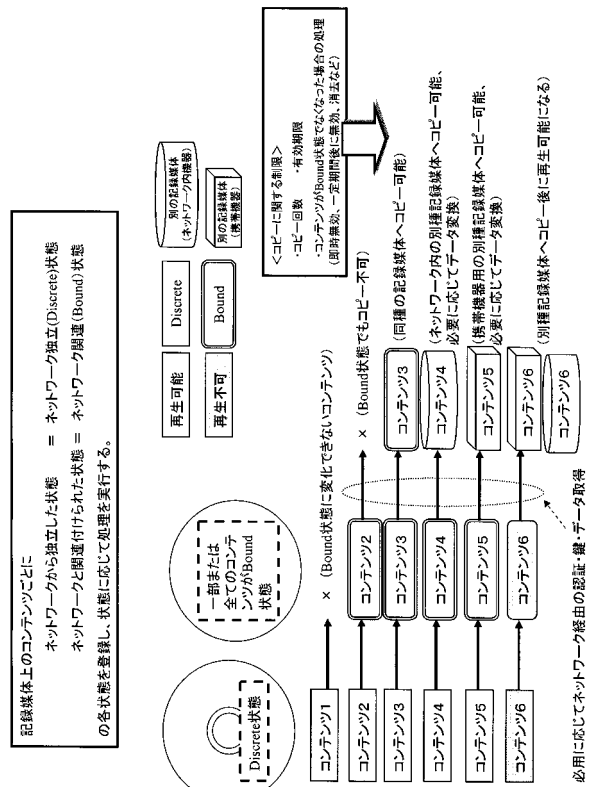 記録媒体上のコンテンツごとに
ネットワークから独立した状態 ＝ ネットワーク独立(Discrete)状態
ネットワークと関連付けられた状態 ＝ ネットワーク関連(Bound)状態
の各状態を登録し、状態に応じて処理を実行する。
再生可能
Discrete
別の記録媒体
(ネットワーク内機器)
再生不可
Bound
別の記録媒体
(携帯機器)
Discrete状態
一部または
全てのコンテ
ンツがBound
状態
<コピーに関する制限>
・コピー回数 ・有効期限
・コンテンツがBound状態でなくなった場合の処理
(即時無効、一定期間後に無効、消去など)
コンテンツ1
× (Bound状態に変化できないコンテンツ)
コンテンツ2
コンテンツ2
× (Bound状態でもコピー不可)
コンテンツ3
コンテンツ3
コンテンツ3
(同種の記録媒体へコピー可能)
コンテンツ4
コンテンツ4
コンテンツ4
(ネットワーク内の別種記録媒体へコピー可能、
必要に応じてデータ変換)
コンテンツ5
コンテンツ5
コンテンツ5
(携帯機器用の別種記録媒体へコピー可能、
必要に応じてデータ変換)
コンテンツ6
コンテンツ6
コンテンツ6
(別種記録媒体へコピー後に再生可能になる)
コンテンツ6
必用に応じてネットワーク経由の認証・鍵・データ取得